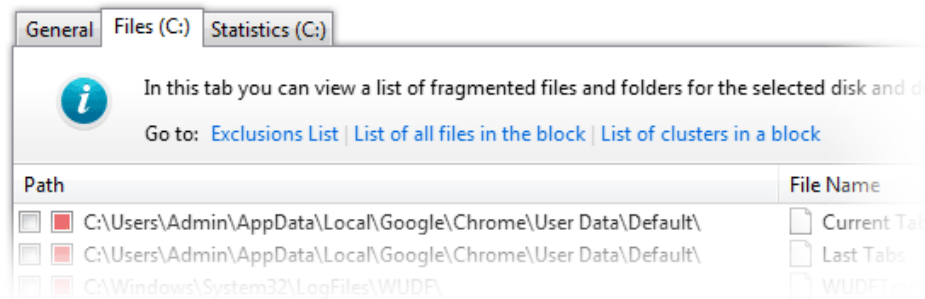 General Files (C:) Statistics (C:)
In this tab you can view a list of fragmented files and folders for the selected disk and
Go to: Exclusions List | List of all files in the block | List of clusters in a block
Path File Name
C:\Users\Admin\AppData\Local\Google\Chrome\User Data\Default\ Current
C:\Users\Admin\AppData\Local\Google\Chrome\User Data\Default\ Last Tabs
C:\Windows\System32\LogFiles\WUDF\